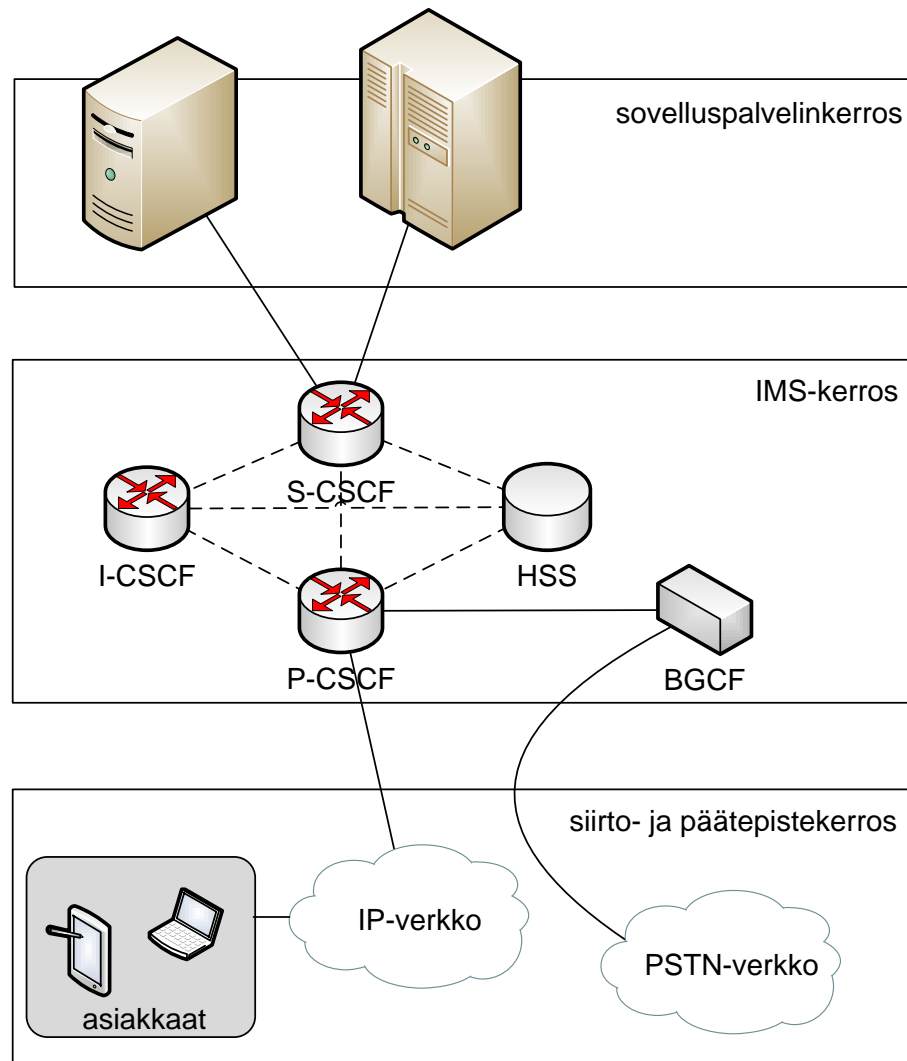 sovelluspalvelinkerros
IMS-kerros
S-CSCF
I-CSCF
HSS
P-CSCF
BGCF
siirto- ja päätepistekerros
IP-verkko
PSTN-verkko
asiakkaat